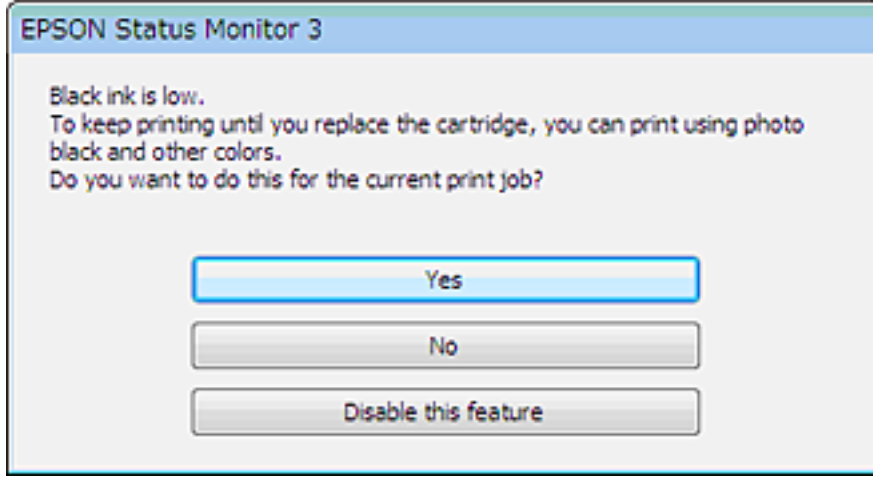 EPSON Status Monitor 3
Black ink is low.
To keep printing until you replace the cartridge, you can print using photo
black and other colors.
Do you want to do this for the current print job?
Yes
No
Disable this feature